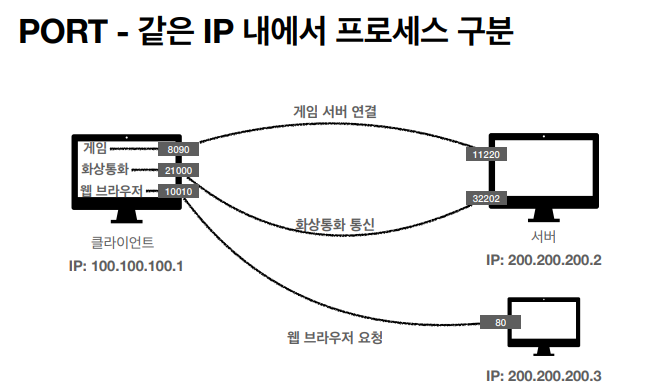 PORT - 같은 IP 내에서 프로세스 구분
게임 서버 연결
게임
8090
화상통화
21000
웹 브라우저
10010
11220
32202
화상통화 통신
클라이언트
IP: 100.100.100.1
서버
IP: 200.200.200.2
80
웹 브라우저 요청
IP: 200.200.200.3